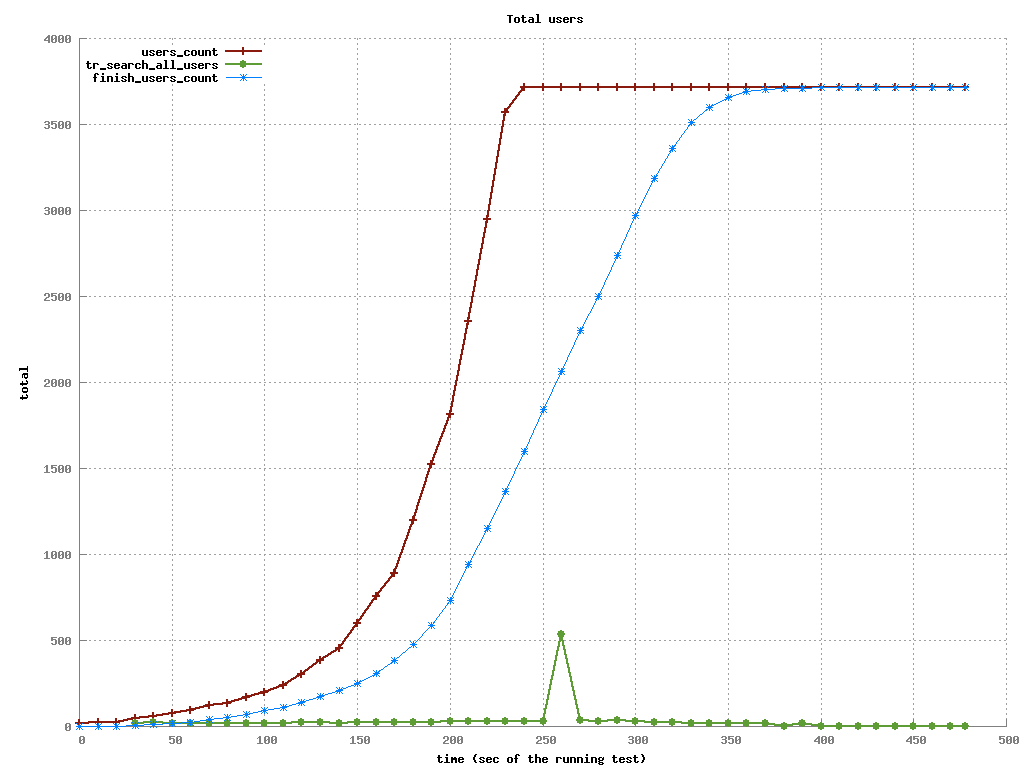 Total users
users_count
tr_search_all_users
finish_users_count
4000
3500
3000
2500
2000
1500
1000
500
0
total
0 50 100 150 200 250 300 350 400 450 500
time (sec of the running test)